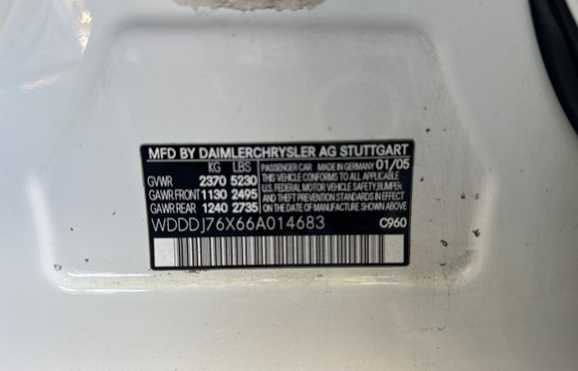 MFD BY DAIMLERCHRYSLER AG STUTTGART
KG LBS PASSENGER CAR MADE IN GERMANY 01/05
GVWR 2370 5230 THIS VEHICLE CONFORMS TO ALL APPLICABLE
GAWR FRONT 1130 2495 U.S. FEDERAL MOTOR VEHICLE SAFETY, BUMPER
GAWR REAR 1240 2735 AND THEFT PREVENTION STANDARDS IN EFFECT
ON THE DATE OF MANUFACTURE SHOWN ABOVE.
WDDDJ76X66A014683 C960